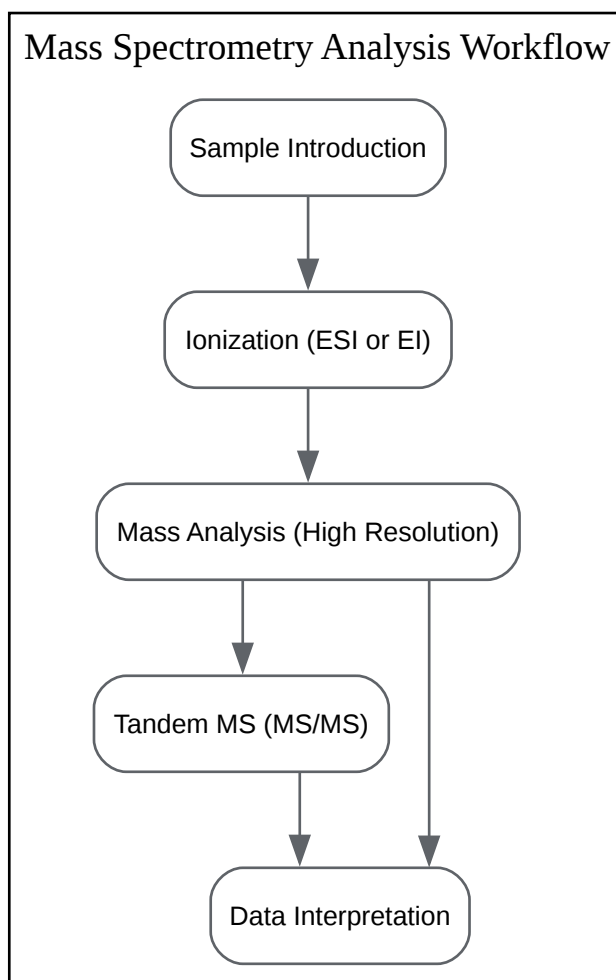 Mass Spectrometry Analysis Workflow
Sample Introduction
Ionization (ESI or EI)
Mass Analysis (High Resolution)
Tandem MS (MS/MS)
Data Interpretation